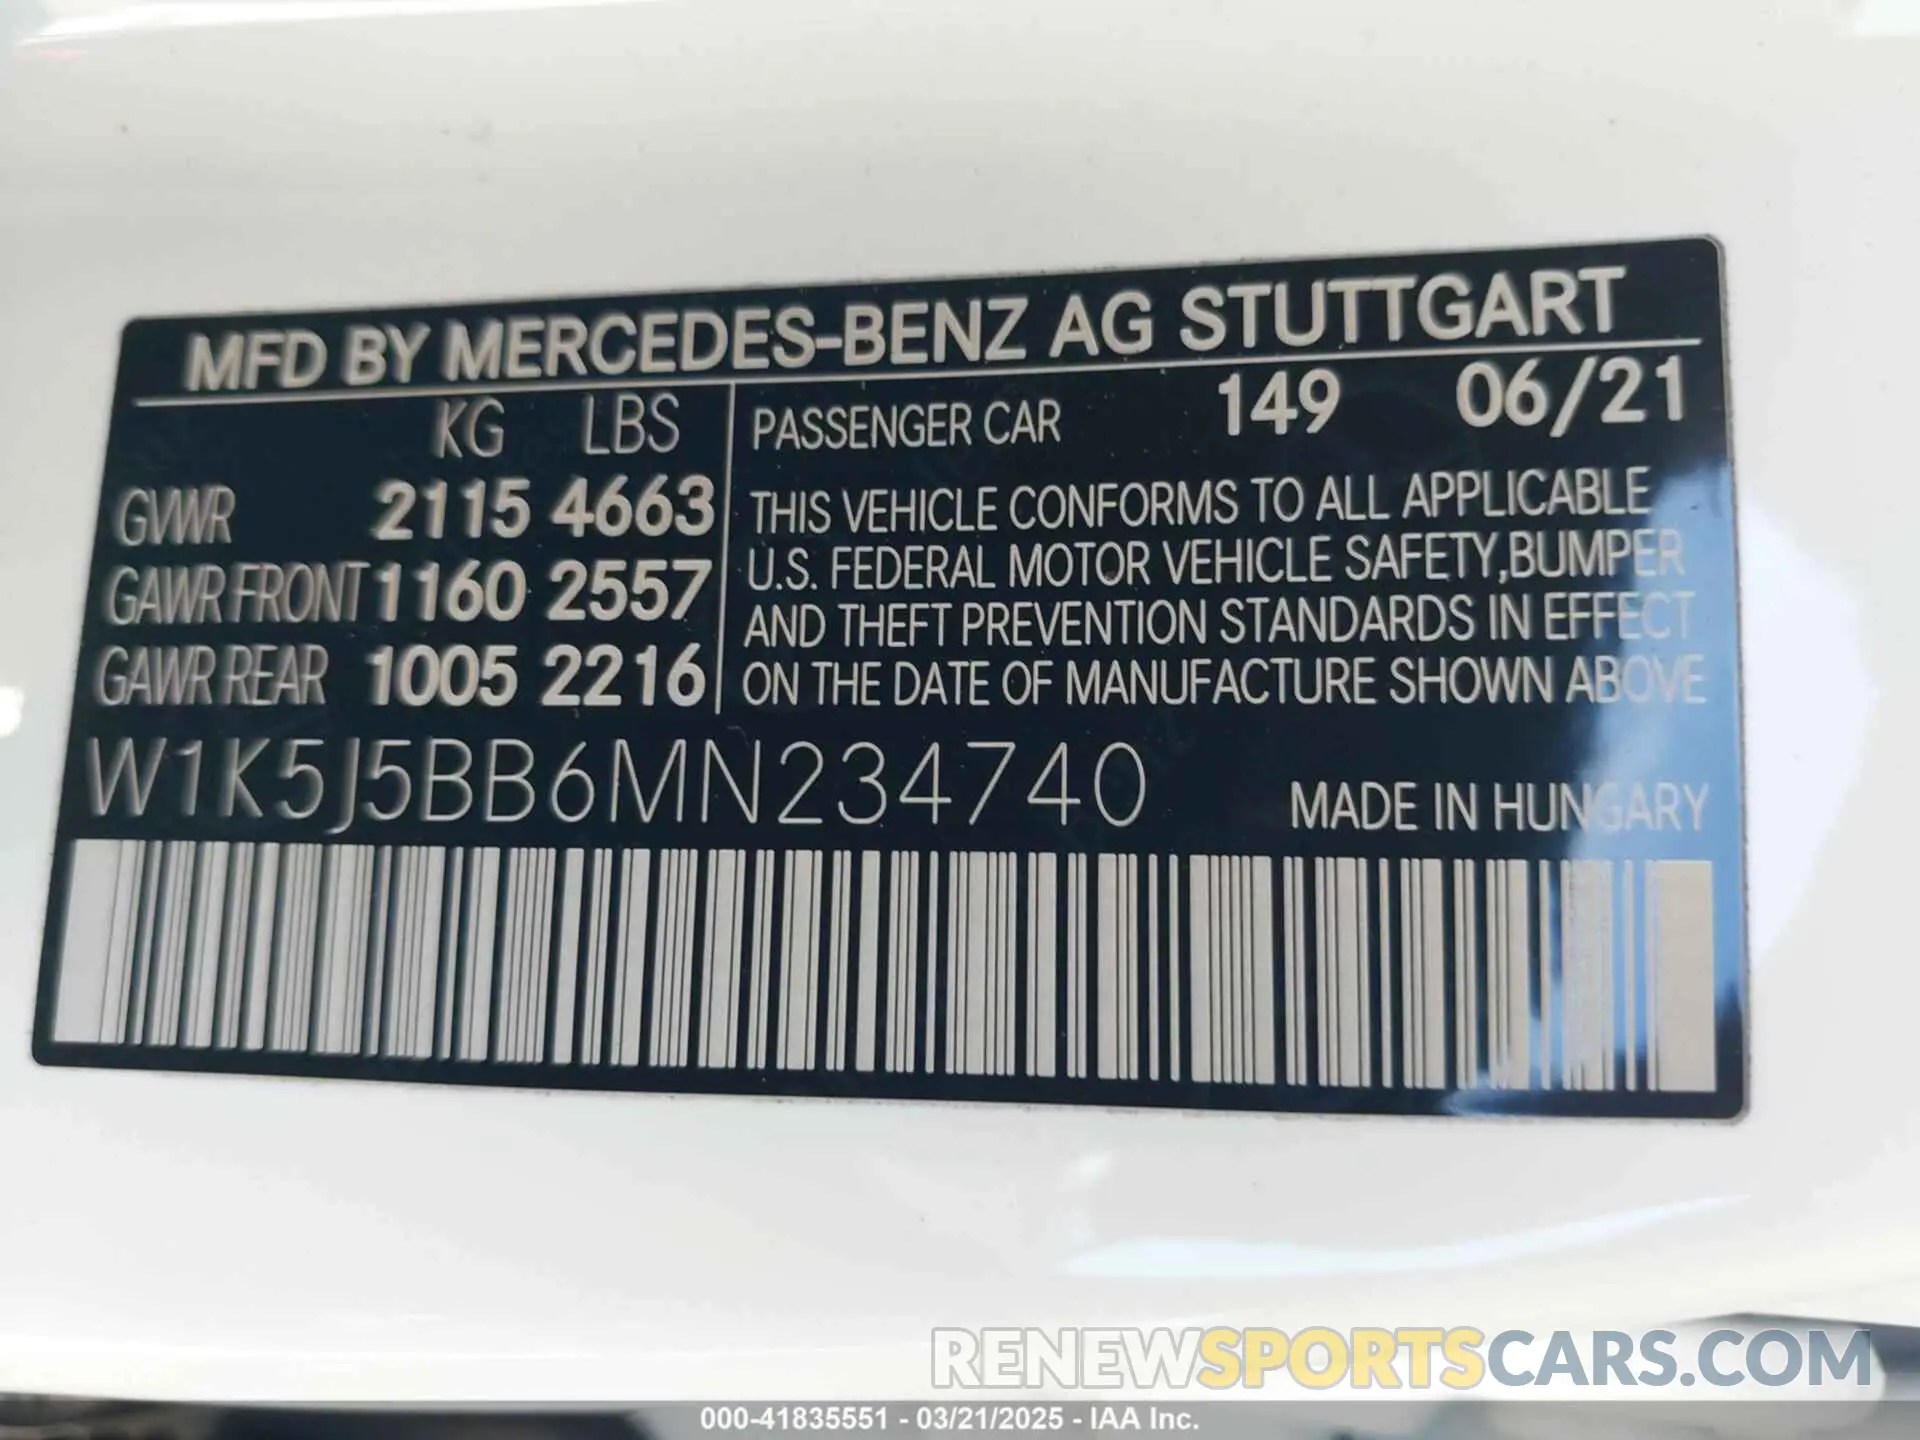 MFD BY MERCEDES-BENZ AG STUTTGART
KG LBS
GVWR 2115 4663
GAWR FRONT 1160 2557
GAWR REAR 1005 2216
PASSENGER CAR 149 06/21
THIS VEHICLE CONFORMS TO ALL APPLICABLE
U.S. FEDERAL MOTOR VEHICLE SAFETY,BUMPER
AND THEFT PREVENTION STANDARDS IN EFFECT
ON THE DATE OF MANUFACTURE SHOWN ABOVE
W1K5J5BB6MN234740
MADE IN HUNGARY
RENEWSPORTSCARS.COM
000-41835551 - 03/21/2025 - IAA Inc.